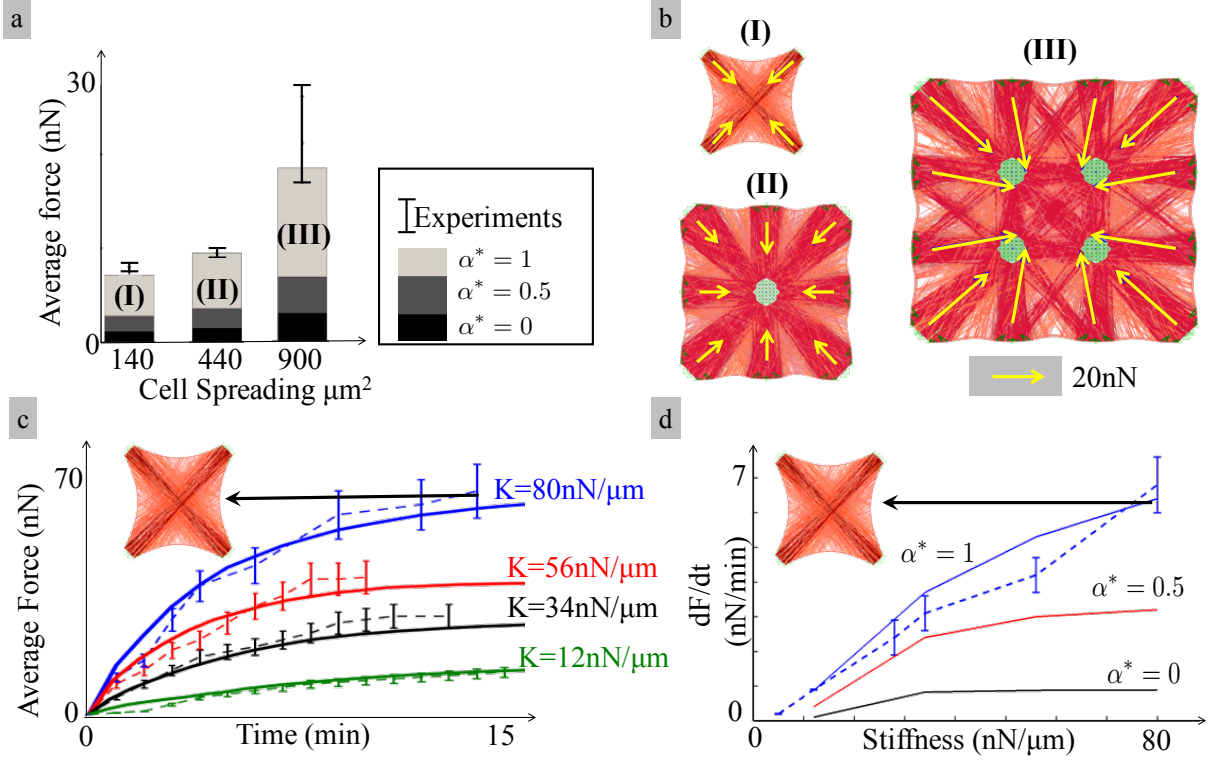 a
30
Average force (nN)
0
(I)
(II)
(III)
140
440
900
Cell Spreading μm²
Experiments
α* = 1
α* = 0.5
α* = 0
b
(I)
(II)
(III)
20nN
c
70
Average Force (nN)
0
0
Time (min)
15
K=80nN/μm
K=56nN/μm
K=34nN/μm
K=12nN/μm
d
7
dF/dt
(nN/min)
0
α* = 1
α* = 0.5
α* = 0
Stiffness (nN/μm)
80